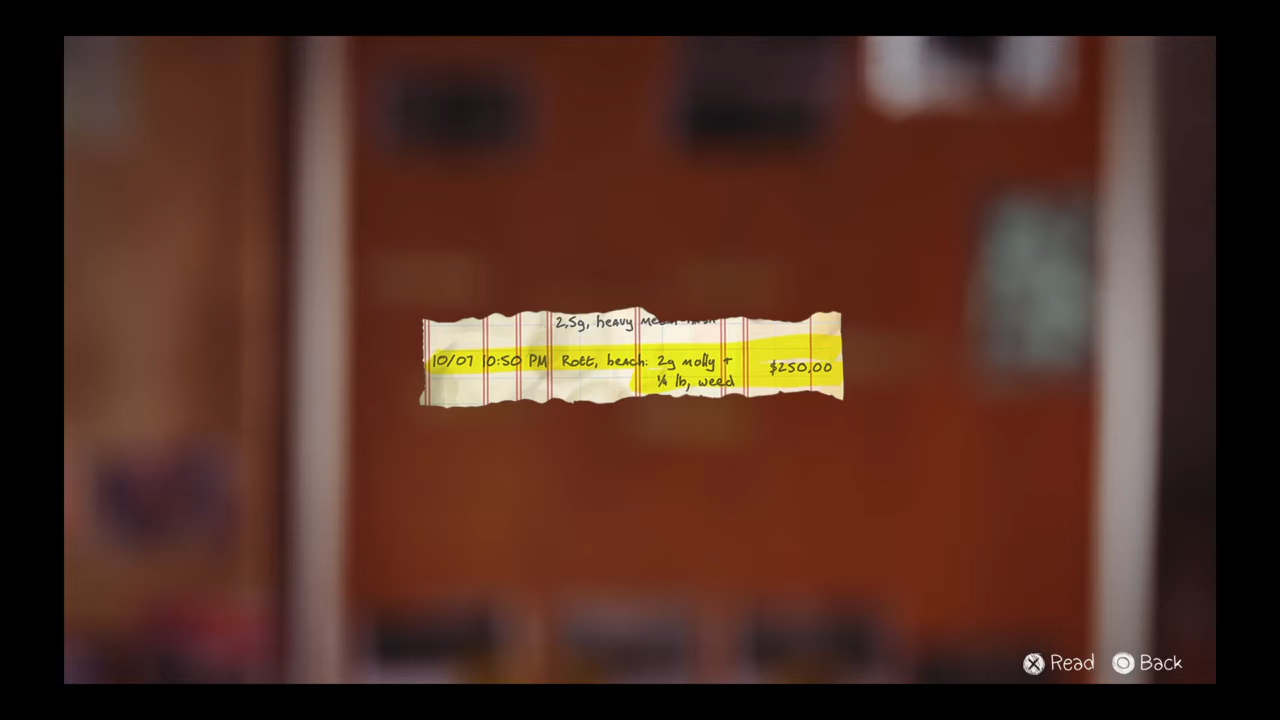 2,5g, heavy
10/07 10:50 PM Rott, beach: 2g molly +
¼ lb, weed
$250,00
Read Back